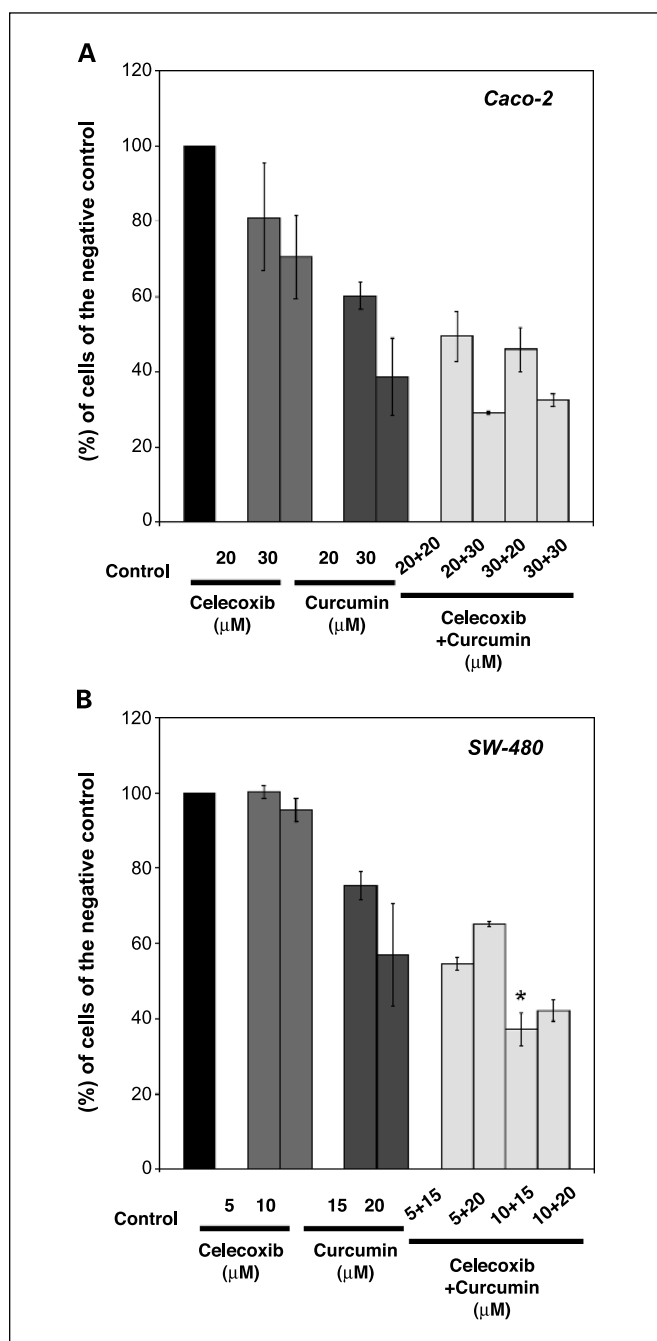 A
120
Caco-2
100
80
60
40
20
0
(%) of cells of the negative control
Control
20 30 20 30 20+20 20+30 30+20 30+30
Celecoxib Curcumin Celecoxib
(μM) (μM) +Curcumin
(μM)
B
120
SW-480
100
80
60
*
40
20
0
(%) of cells of the negative control
Control
5 10 15 20 5+15 5+20 10+15 10+20
Celecoxib Curcumin Celecoxib
(μM) (μM) +Curcumin
(μM)